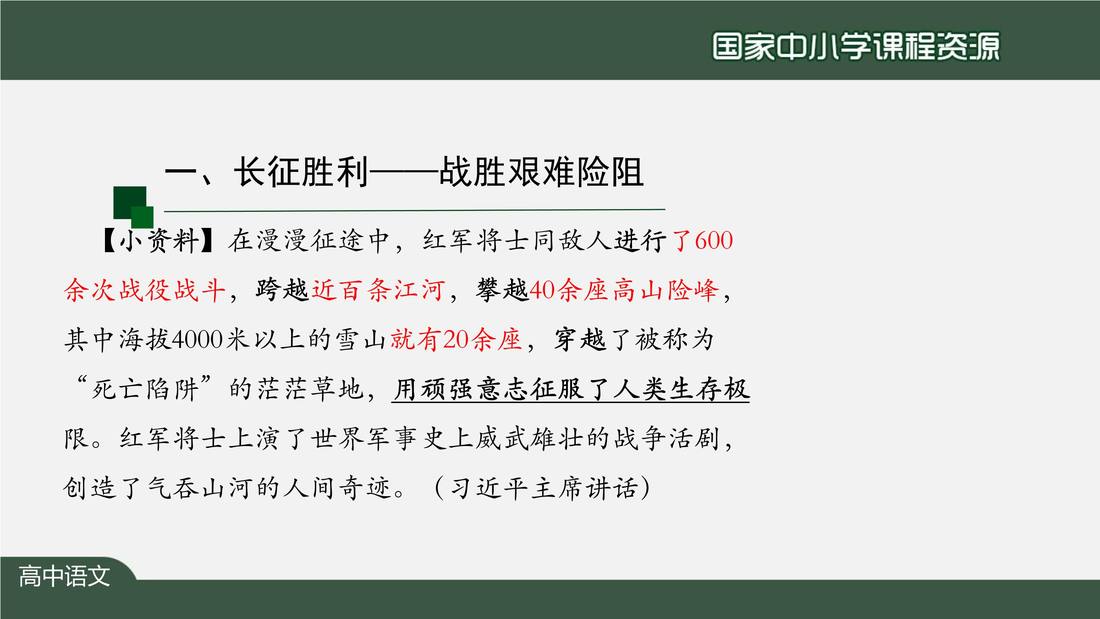 国家中小学课程资源
一、长征胜利——战胜艰难险阻
【小资料】在漫漫征途中，红军将士同敌人进行了600
余次战役战斗，跨越近百条江河，攀越40余座高山险峰，
其中海拔4000米以上的雪山就有20余座，穿越了被称为
“死亡陷阱”的茫茫草地，用顽强意志征服了人类生存极
限。红军将士上演了世界军事史上威武雄壮的战争活剧，
创造了气吞山河的人间奇迹。（习近平主席讲话）
高中语文